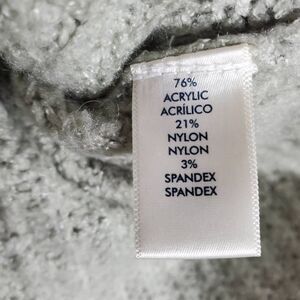 76%
ACRYLIC
ACRÍLICO
21%
NYLON
NYLON
3%
SPANDEX
SPANDEX